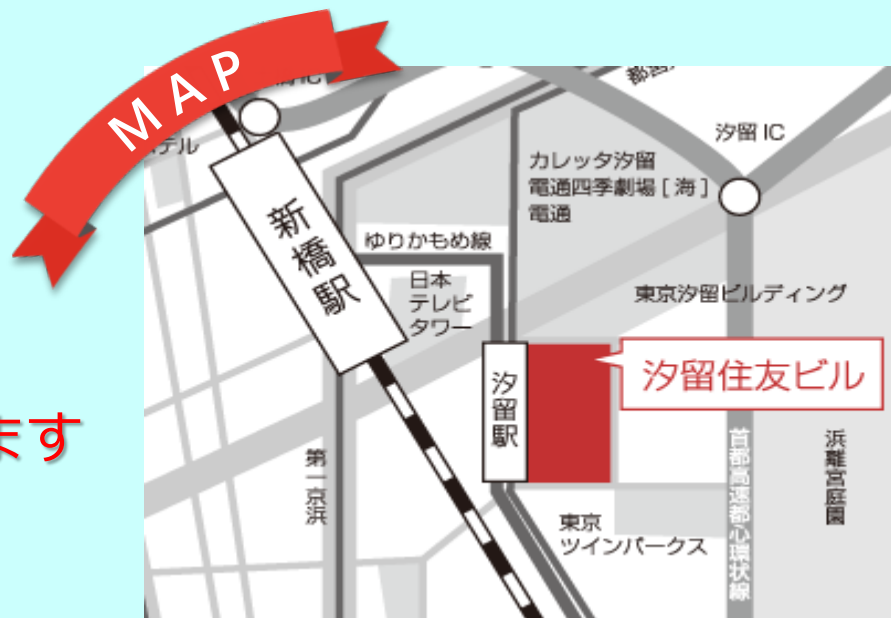 MAP
テル
汐留 IC
カレッタ汐留
電通四季劇場 [ 海 ]
電通
新橋駅
ゆりかもめ線
日本
テレビ
タワー
東京汐留ビルディング
汐留住友ビル
汐留駅
ます
第一京浜
首都高速都心環状線
浜離宮庭園
東京
ツインパークス